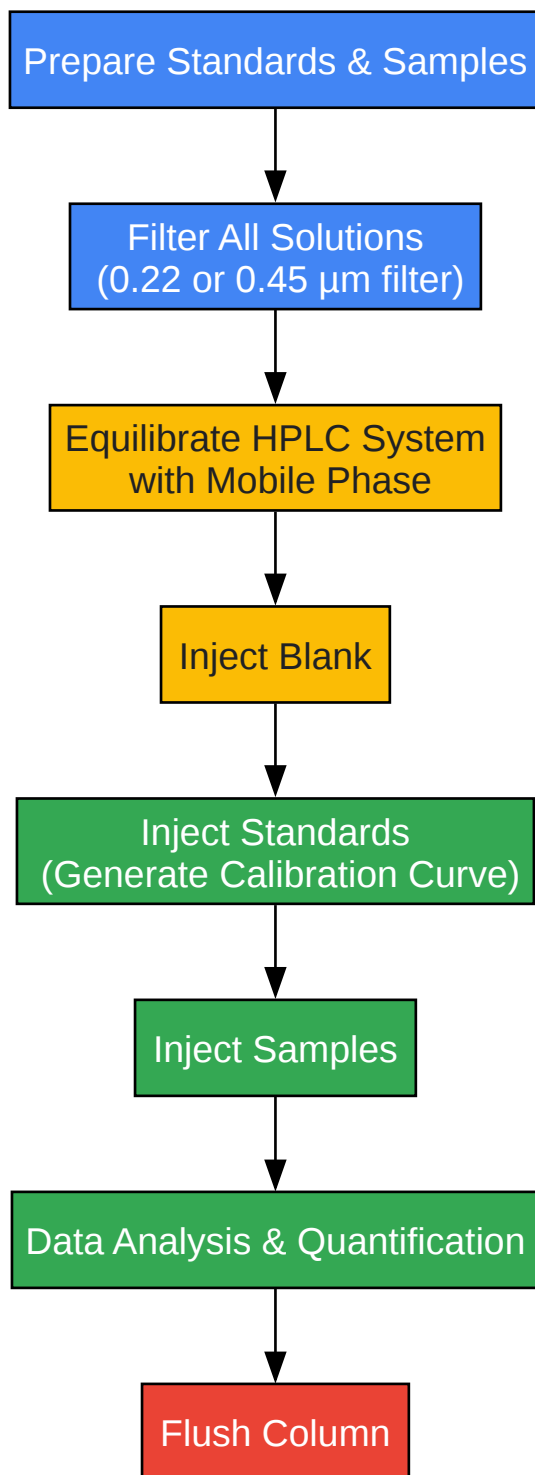 Prepare Standards & Samples
Filter All Solutions
(0.22 or 0.45 µm filter)
Equilibrate HPLC System
with Mobile Phase
Inject Blank
Inject Standards
(Generate Calibration Curve)
Inject Samples
Data Analysis & Quantification
Flush Column